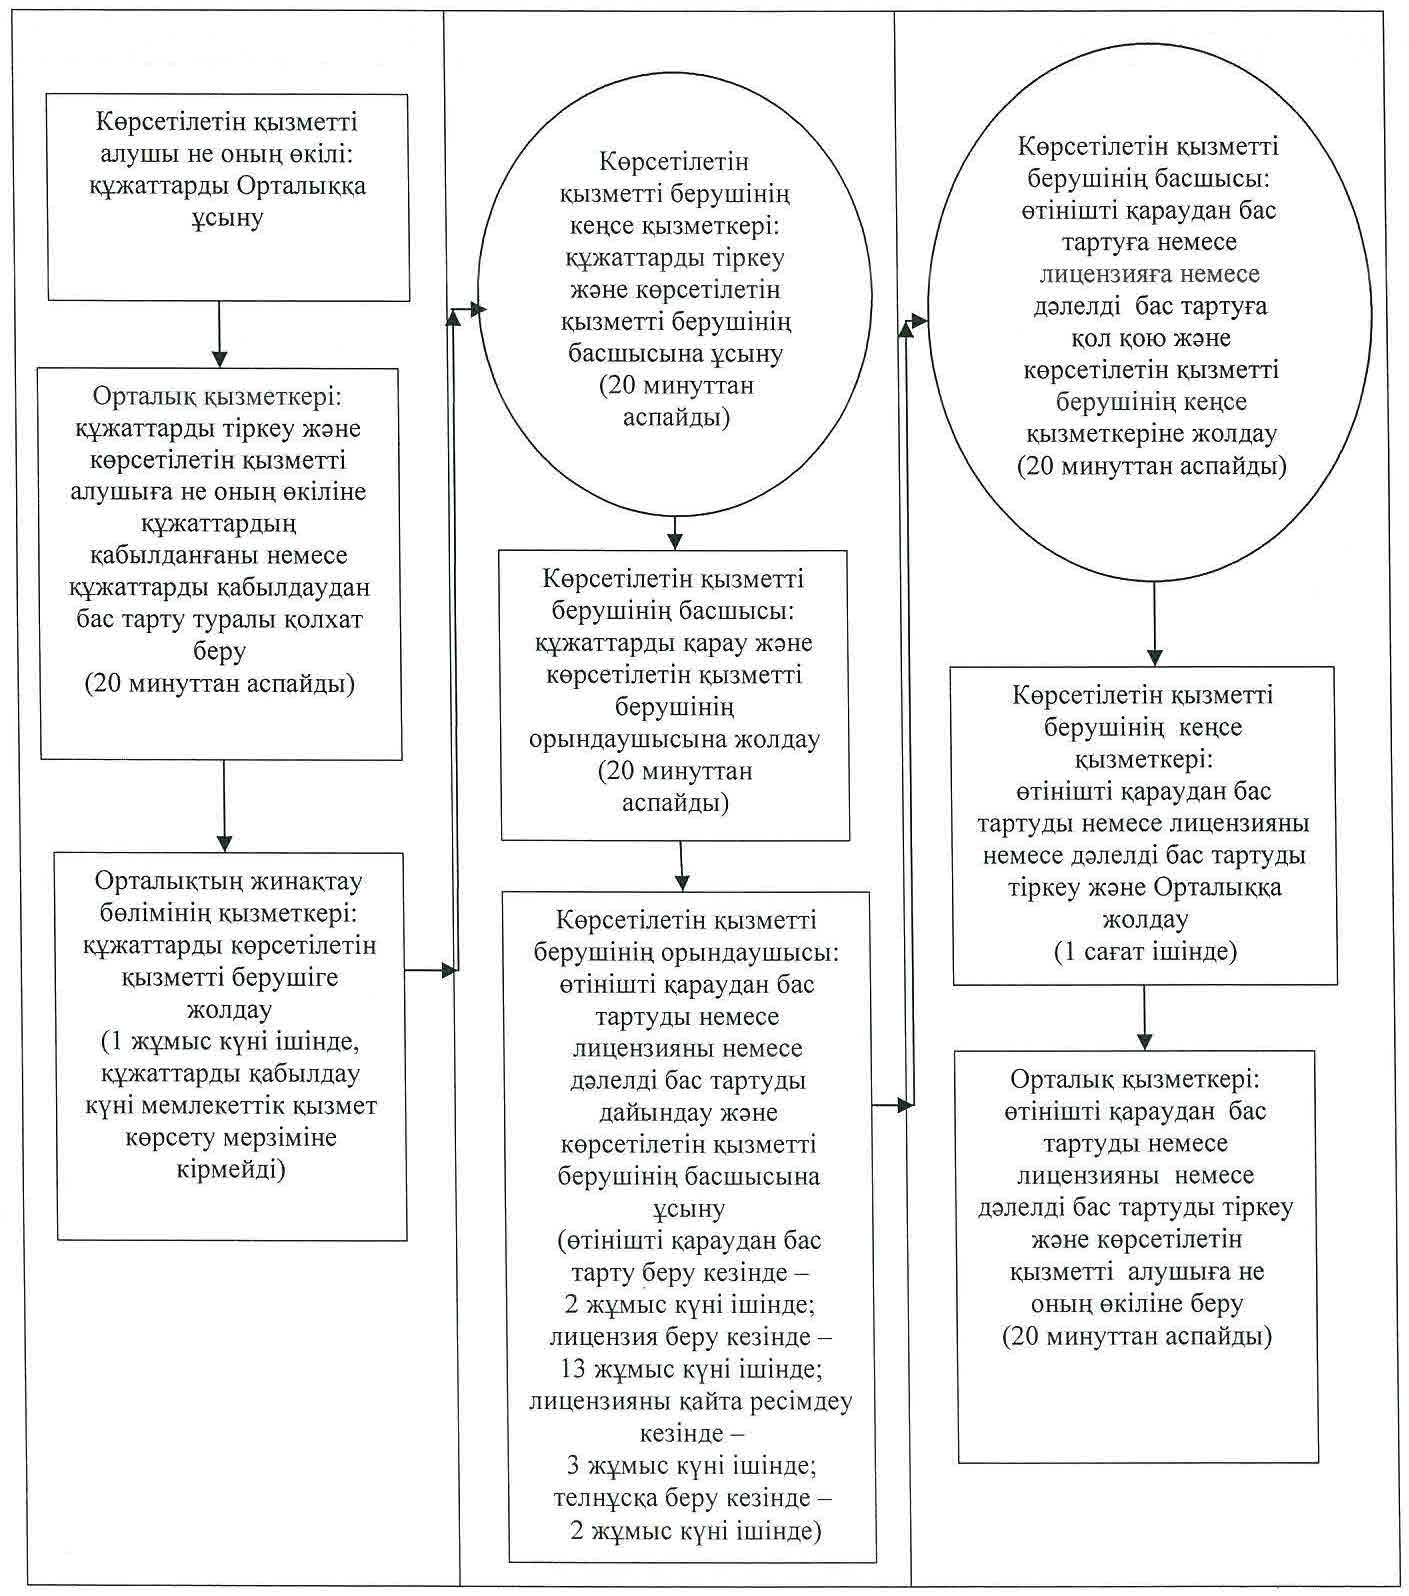 Көрсетілетін қызметті
алушы не оның өкілі:
құжаттарды Орталыққа
ұсыну
Орталық қызметкері:
құжаттарды тіркеу және
көрсетілетін қызметті
алушыға не оның өкіліне
құжаттардың
қабылданғаны немесе
құжаттарды қабылдаудан
бас тарту туралы қолхат
беру
(20 минуттан аспайды)
Орталықтың жинақтау
бөлімінің қызметкері:
құжаттарды көрсетілетін
қызметті берушіге
жолдау
(1 жұмыс күні ішінде,
құжаттарды қабылдау
күні мемлекеттік қызмет
көрсету мерзіміне
кірмейді)
Көрсетілетін
қызметті берушінің
кеңсе қызметкері:
құжаттарды тіркеу
және көрсетілетін
қызметті берушінің
басшысына ұсыну
(20 минуттан
аспайды)
Көрсетілетін қызметті
берушінің басшысы:
құжаттарды қарау және
көрсетілетін қызметті
берушінің
орындаушысына жолдау
(20 минуттан
аспайды)
Көрсетілетін қызметті
берушінің орындаушысы:
өтінішті қараудан бас
тартуды немесе
лицензияны немесе
дәлелді бас тартуды
дайындау және
көрсетілетін қызметті
берушінің басшысына
ұсыну
(өтінішті қараудан бас
тарту беру кезінде –
2 жұмыс күні ішінде;
лицензия беру кезінде –
13 жұмыс күні ішінде;
лицензияны қайта ресімдеу
кезінде –
3 жұмыс күні ішінде;
телнұсқа беру кезінде –
2 жұмыс күні ішінде)
Көрсетілетін қызметті
берушінің басшысы:
өтінішті қараудан бас
тартуға немесе
лицензияға немесе
дәлелді бас тартуға
қол қою және
көрсетілетін қызметті
берушінің кеңсе
қызметкеріне жолдау
(20 минуттан аспайды)
Көрсетілетін қызметті
берушінің кеңсе
қызметкері:
өтінішті қараудан бас
тартуды немесе лицензияны
немесе дәлелді бас тартуды
тіркеу және Орталыққа
жолдау
(1 сағат ішінде)
Орталық қызметкері:
өтінішті қараудан бас
тартуды немесе
лицензияны немесе
дәлелді бас тартуды тіркеу
және көрсетілетін
қызметті алушыға не
оның өкіліне беру
(20 минуттан аспайды)